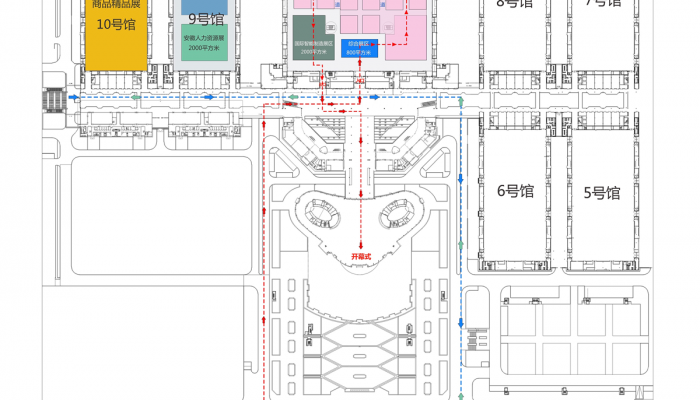 商品精品展
10号馆
9号馆
安徽人力资源展
2000平方米
国际智能制造展区
2000平方米
综合展区
800平方米
8号馆
7号馆
6号馆
5号馆
开幕式